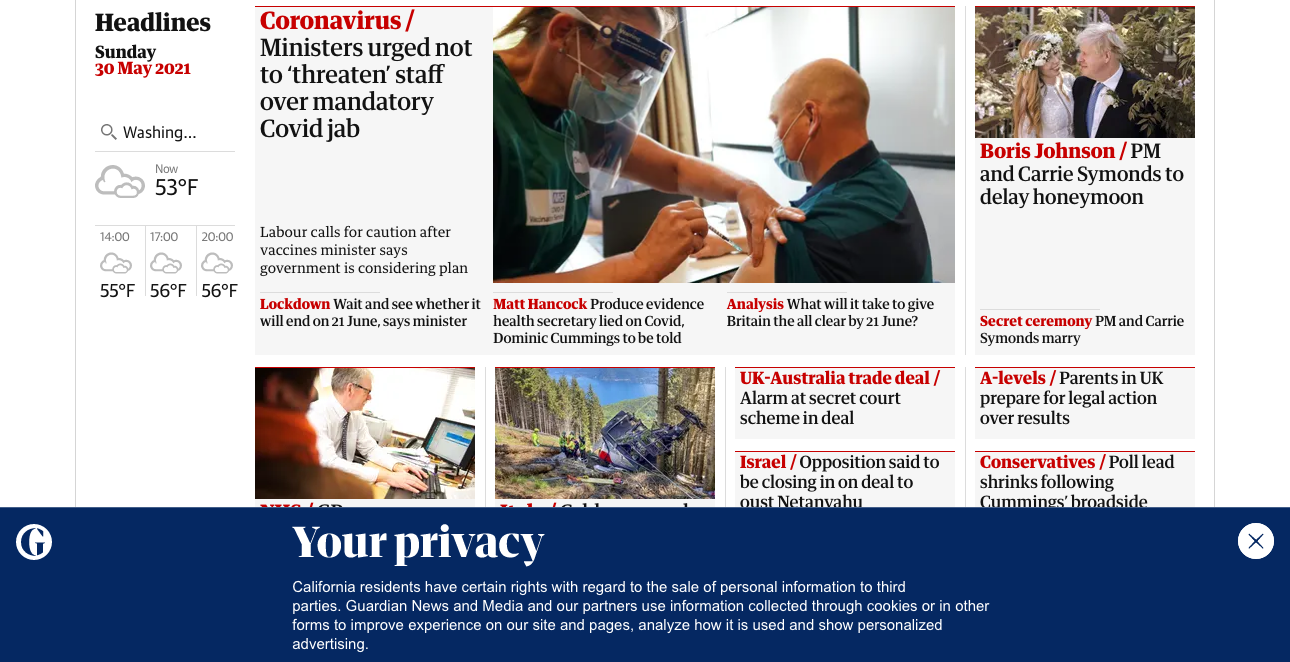 Headlines
Sunday
30 May 2021
Washing...
Now
53°F
14:00
17:00
20:00
55°F
56°F
56°F
Coronavirus /
Ministers urged not
to ‘threaten’ staff
over mandatory
Covid jab
Labour calls for caution after
vaccines minister says
government is considering plan
Lockdown Wait and see whether it
will end on 21 June, says minister
Matt Hancock Produce evidence
health secretary lied on Covid,
Dominic Cummings to be told
Analysis What will it take to give
Britain the all clear by 21 June?
NHS
Boris Johnson / PM
and Carrie Symonds to
delay honeymoon
Secret ceremony PM and Carrie
Symonds marry
UK-Australia trade deal /
Alarm at secret court
scheme in deal
A-levels / Parents in UK
prepare for legal action
over results
Israel / Opposition said to
be closing in on deal to
oust Netanyahu
Conservatives / Poll lead
shrinks following
Cummings’ broadside
NHS / GP
Italy /
G
Your privacy
California residents have certain rights with regard to the sale of personal information to third
parties. Guardian News and Media and our partners use information collected through cookies or in other
forms to improve experience on our site and pages, analyze how it is used and show personalized
advertising.